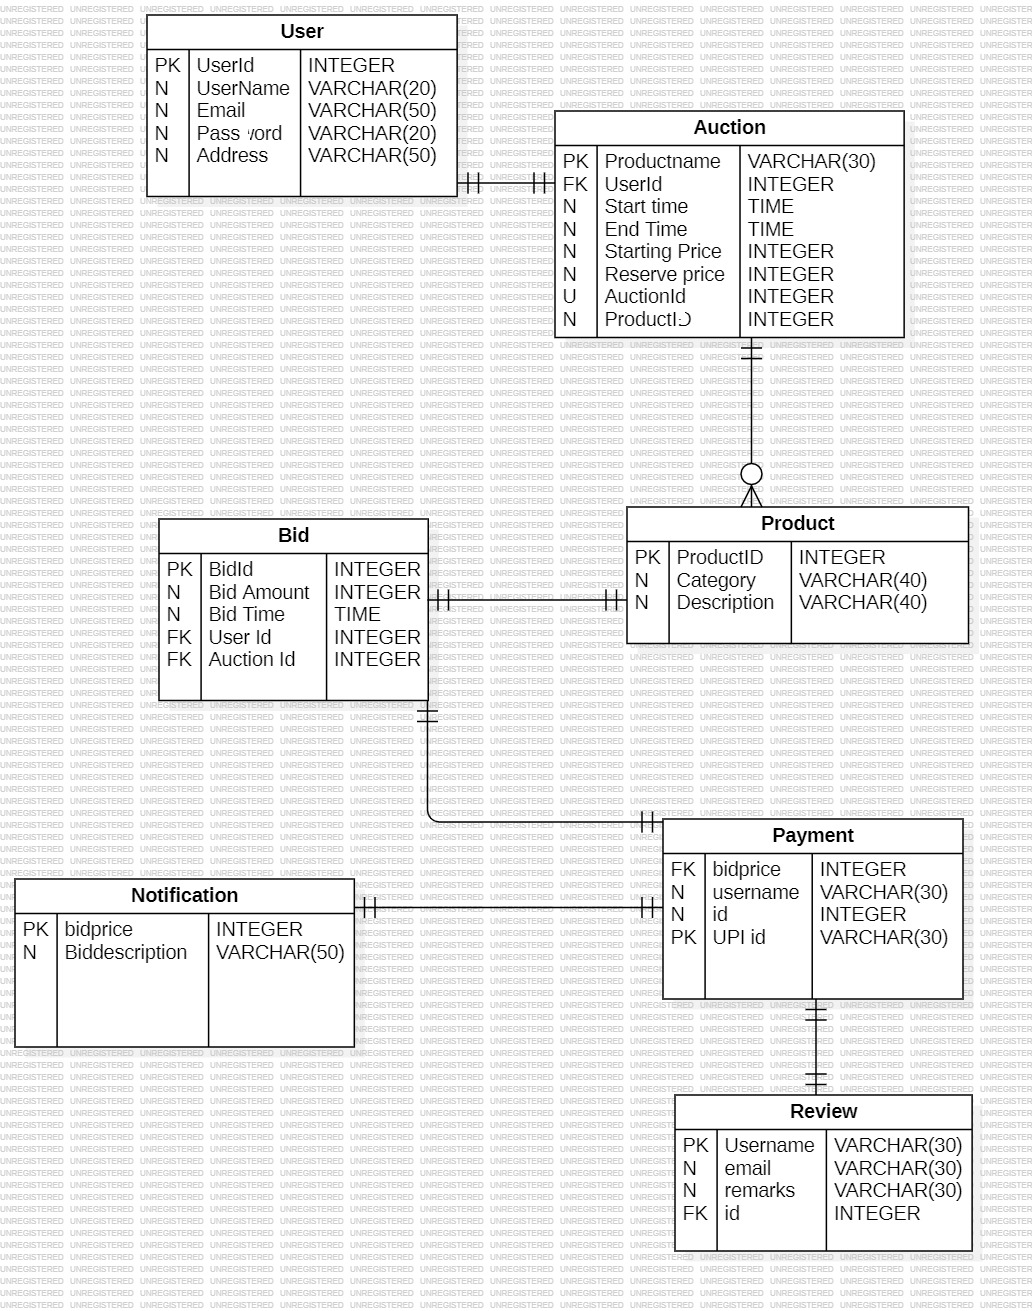 User
PK UserId INTEGER
N UserName VARCHAR(20)
N Email VARCHAR(50)
N VARCHAR(20)
N Address VARCHAR(50)
Auction
PK Productname VARCHAR(30)
FK UserId INTEGER
N Start time TIME
N End Time TIME
N Starting Price INTEGER
N Reserve price INTEGER
U AuctionId INTEGER
N ProductID INTEGER
Bid
PK BidId INTEGER
N Bid Amount INTEGER
N Bid Time TIME
FK User Id INTEGER
FK Auction Id INTEGER
Product
PK ProductID INTEGER
N Category VARCHAR(40)
N Description VARCHAR(40)
Payment
FK bidprice INTEGER
N username VARCHAR(30)
N id INTEGER
PK UPI id VARCHAR(30)
Notification
PK bidprice INTEGER
N Biddescription VARCHAR(50)
Review
PK Username VARCHAR(30)
N email VARCHAR(30)
N remarks VARCHAR(30)
FK id INTEGER
UNREGISTERED